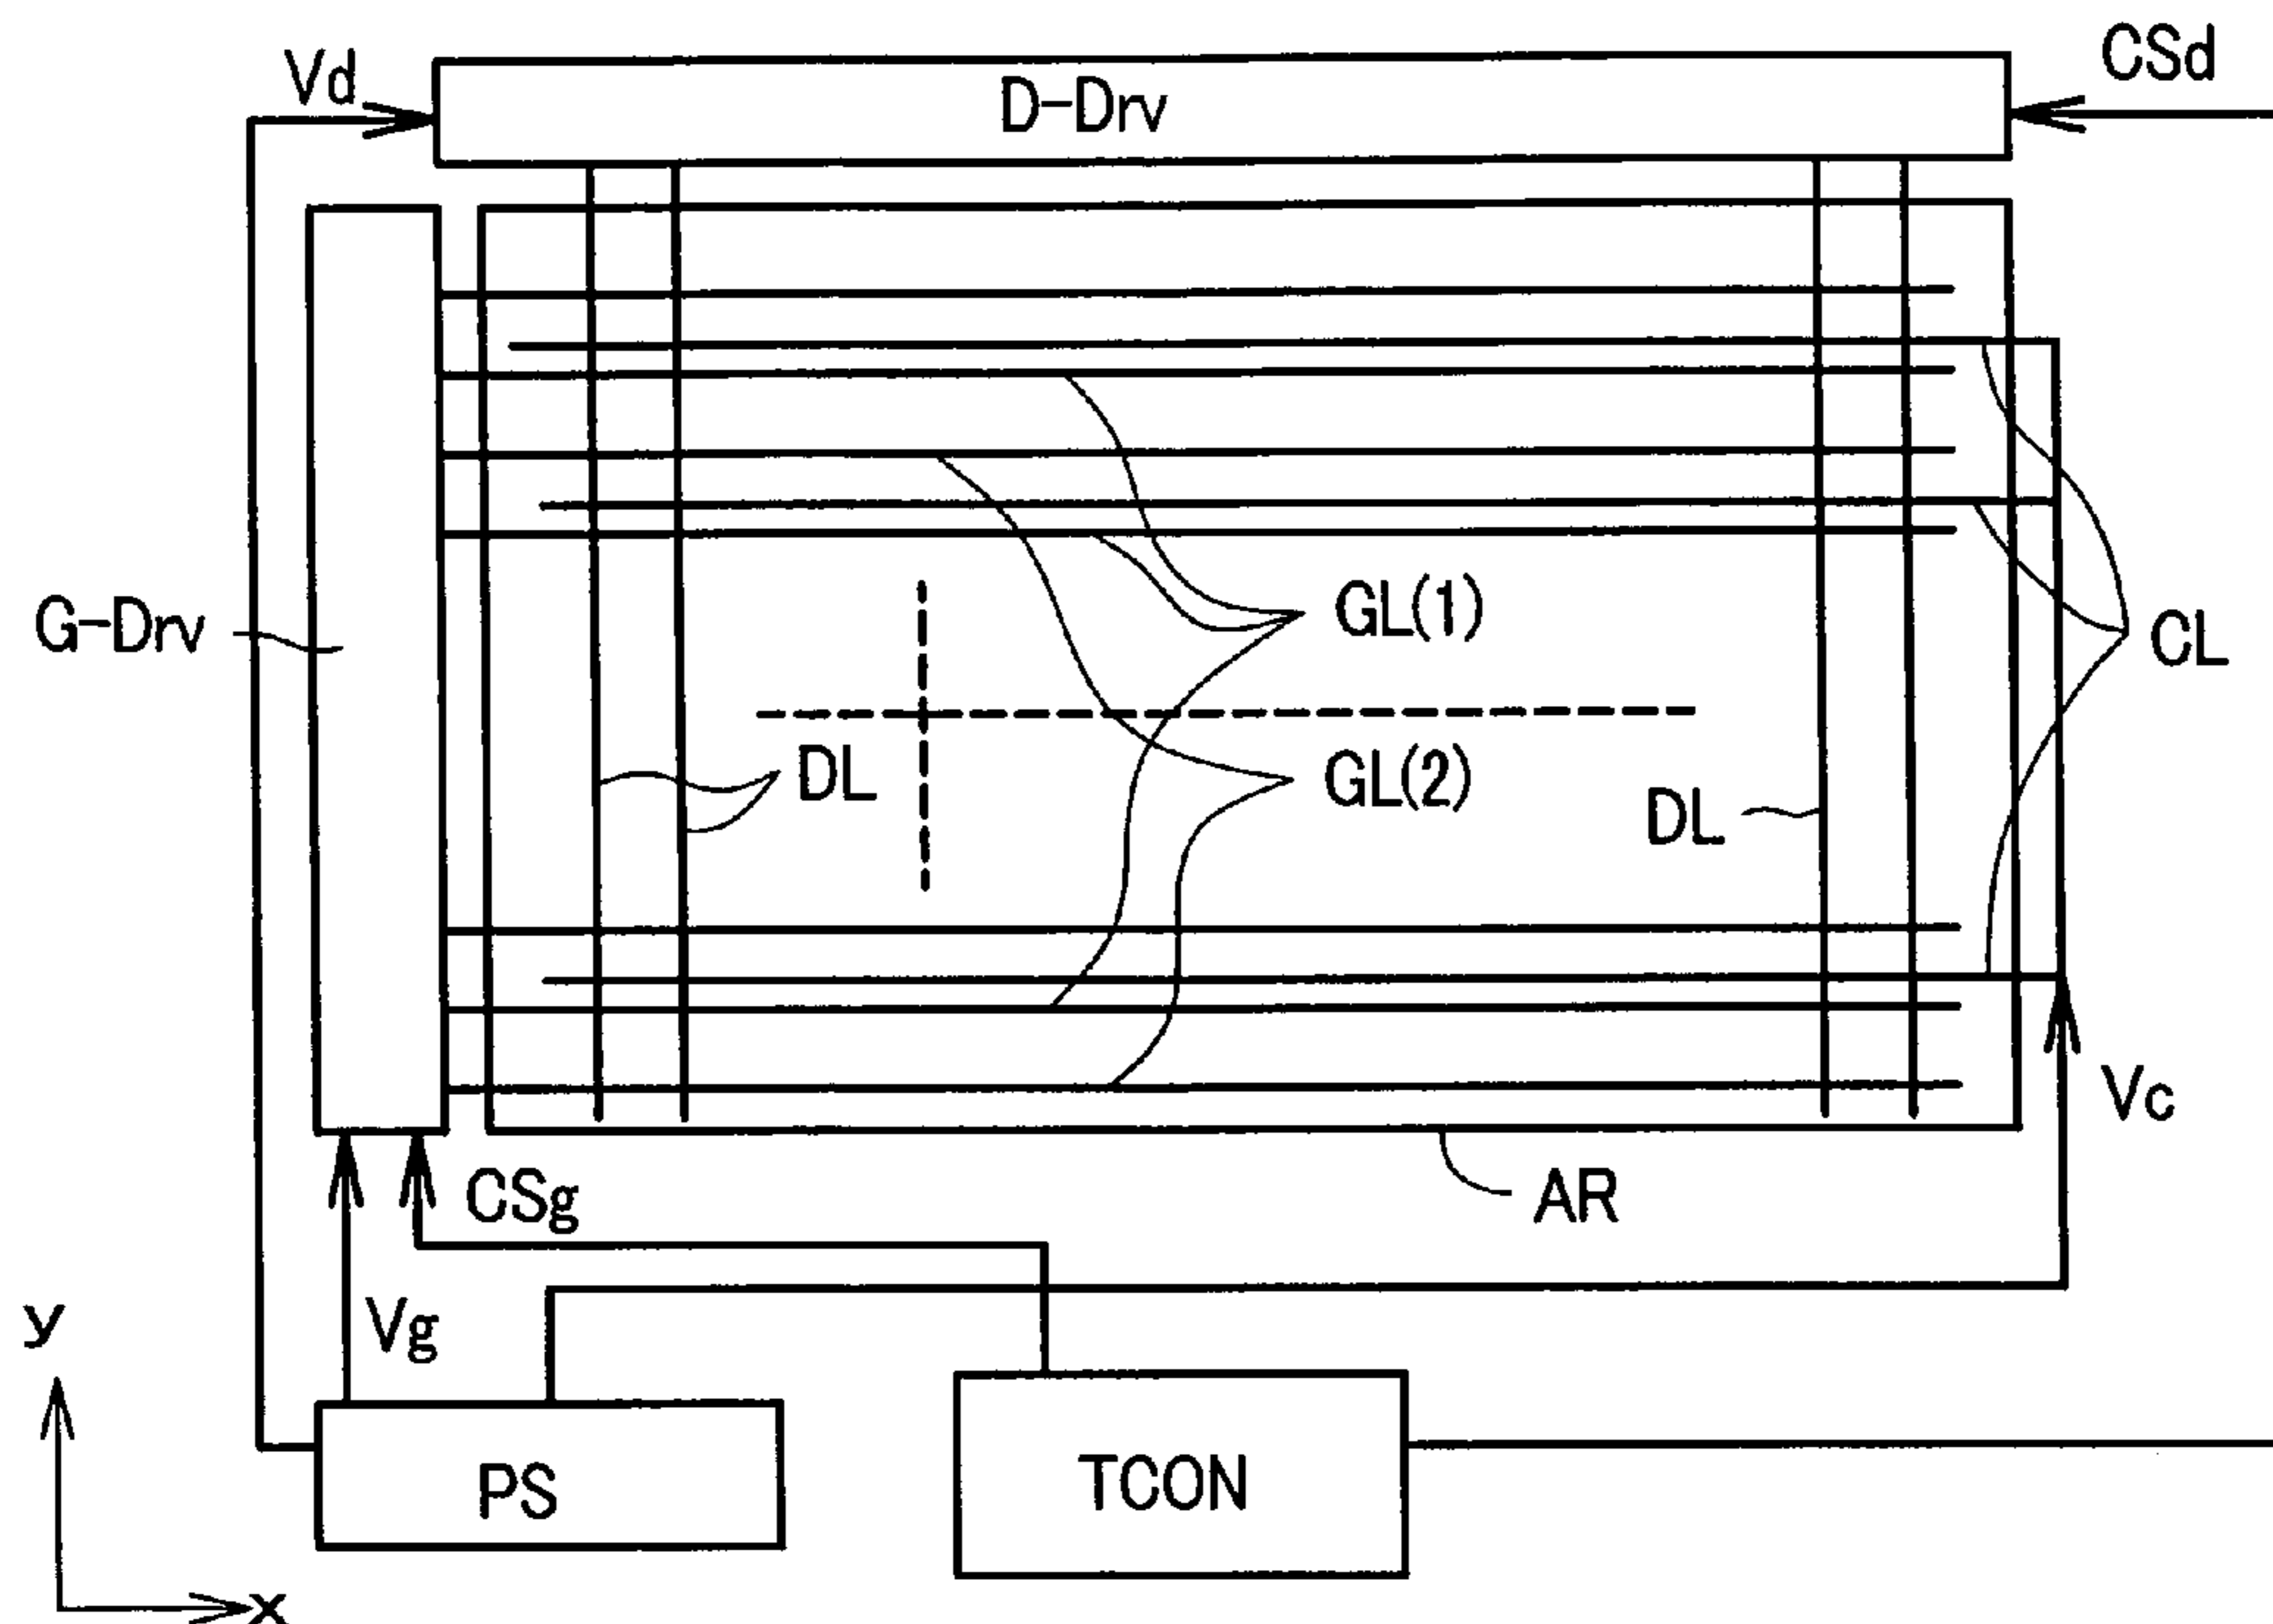 Vd
D-Drv
CSd
G-Drv
GL(1)
CL
DL
GL(2)
DL
Vc
CSg
AR
Vg
y
PS
TCON
x